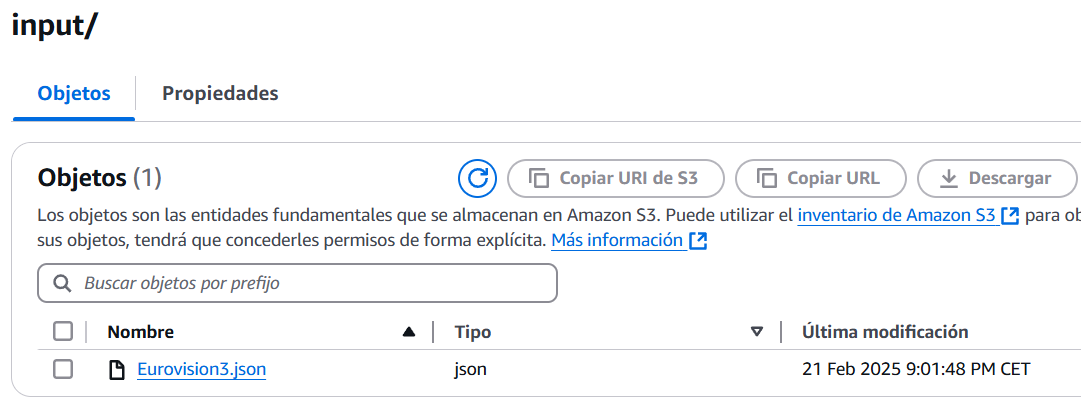 input/
Objetos Propiedades
Objetos (1) Copiar URI de S3 Copiar URL Descargar
Los objetos son las entidades fundamentales que se almacenan en Amazon S3. Puede utilizar el inventario de Amazon S3 para ob
sus objetos, tendrá que concederles permisos de forma explícita. Más información
Buscar objetos por prefijo
Nombre Tipo Última modificación
Eurovision3.json json 21 Feb 2025 9:01:48 PM CET